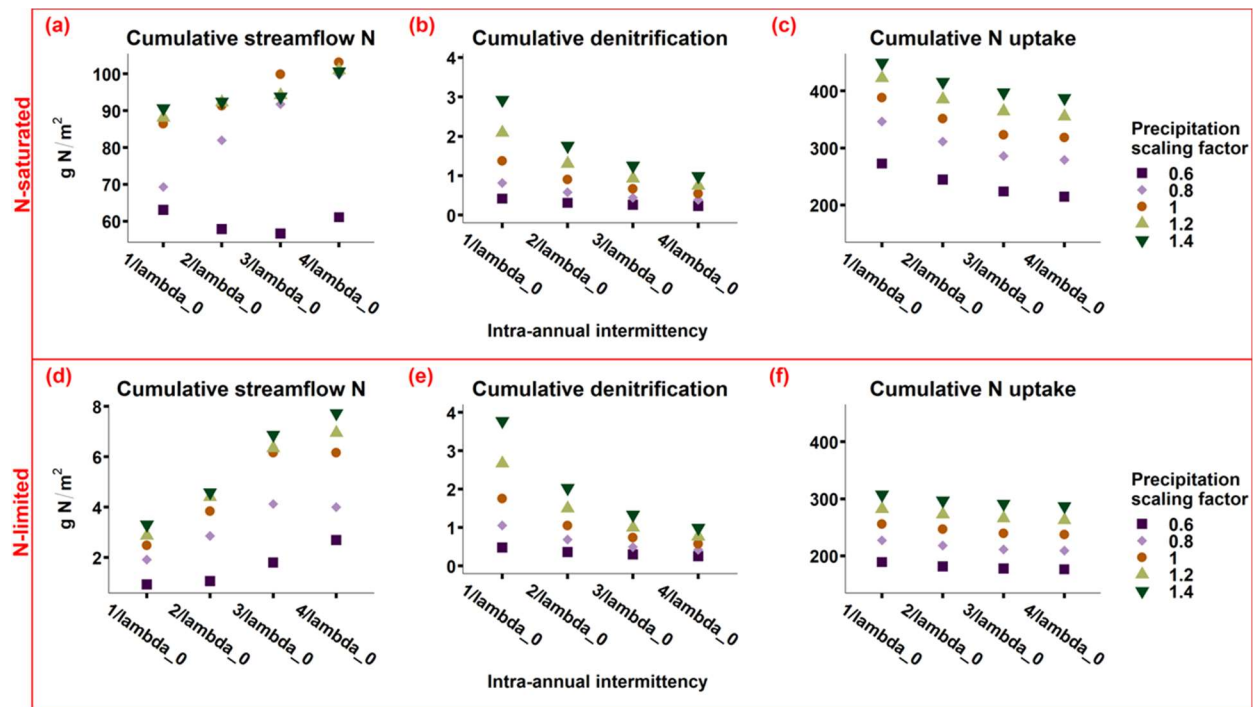 (a)
(b)
(c)
Cumulative streamflow N
Cumulative denitrification
Cumulative N uptake
N-saturated
g N/m²
100
90
80
70
60
4
3
2
1
0
400
300
200
1/lambda_0
2/lambda_0
3/lambda_0
4/lambda_0
1/lambda_0
2/lambda_0
3/lambda_0
4/lambda_0
1/lambda_0
2/lambda_0
3/lambda_0
4/lambda_0
Intra-annual intermittency
Precipitation
scaling factor
0.6
0.8
1
1.2
1.4
(d)
(e)
(f)
Cumulative streamflow N
Cumulative denitrification
Cumulative N uptake
N-limited
g N/m²
8
6
4
2
4
3
2
1
0
400
300
200
1/lambda_0
2/lambda_0
3/lambda_0
4/lambda_0
1/lambda_0
2/lambda_0
3/lambda_0
4/lambda_0
1/lambda_0
2/lambda_0
3/lambda_0
4/lambda_0
Intra-annual intermittency
Precipitation
scaling factor
0.6
0.8
1
1.2
1.4